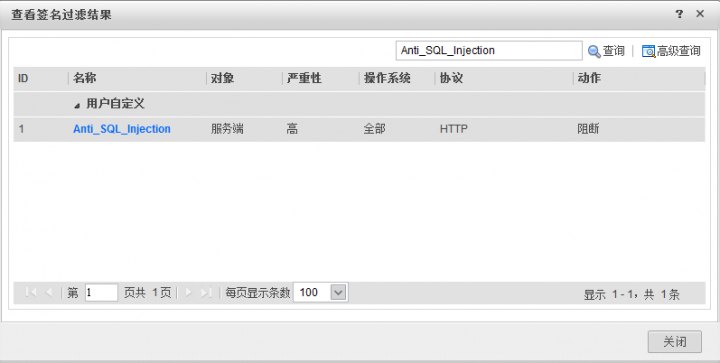 查看签名过滤结果 ? ×
Anti_SQL_Injection 查询 高级查询
ID 名称 对象 严重性 操作系统 协议 动作
用户自定义
1 Anti_SQL_Injection 服务端 高 全部 HTTP 阻断
第 1 页共 1 页 每页显示条数 100 显示 1 - 1，共 1 条
关闭